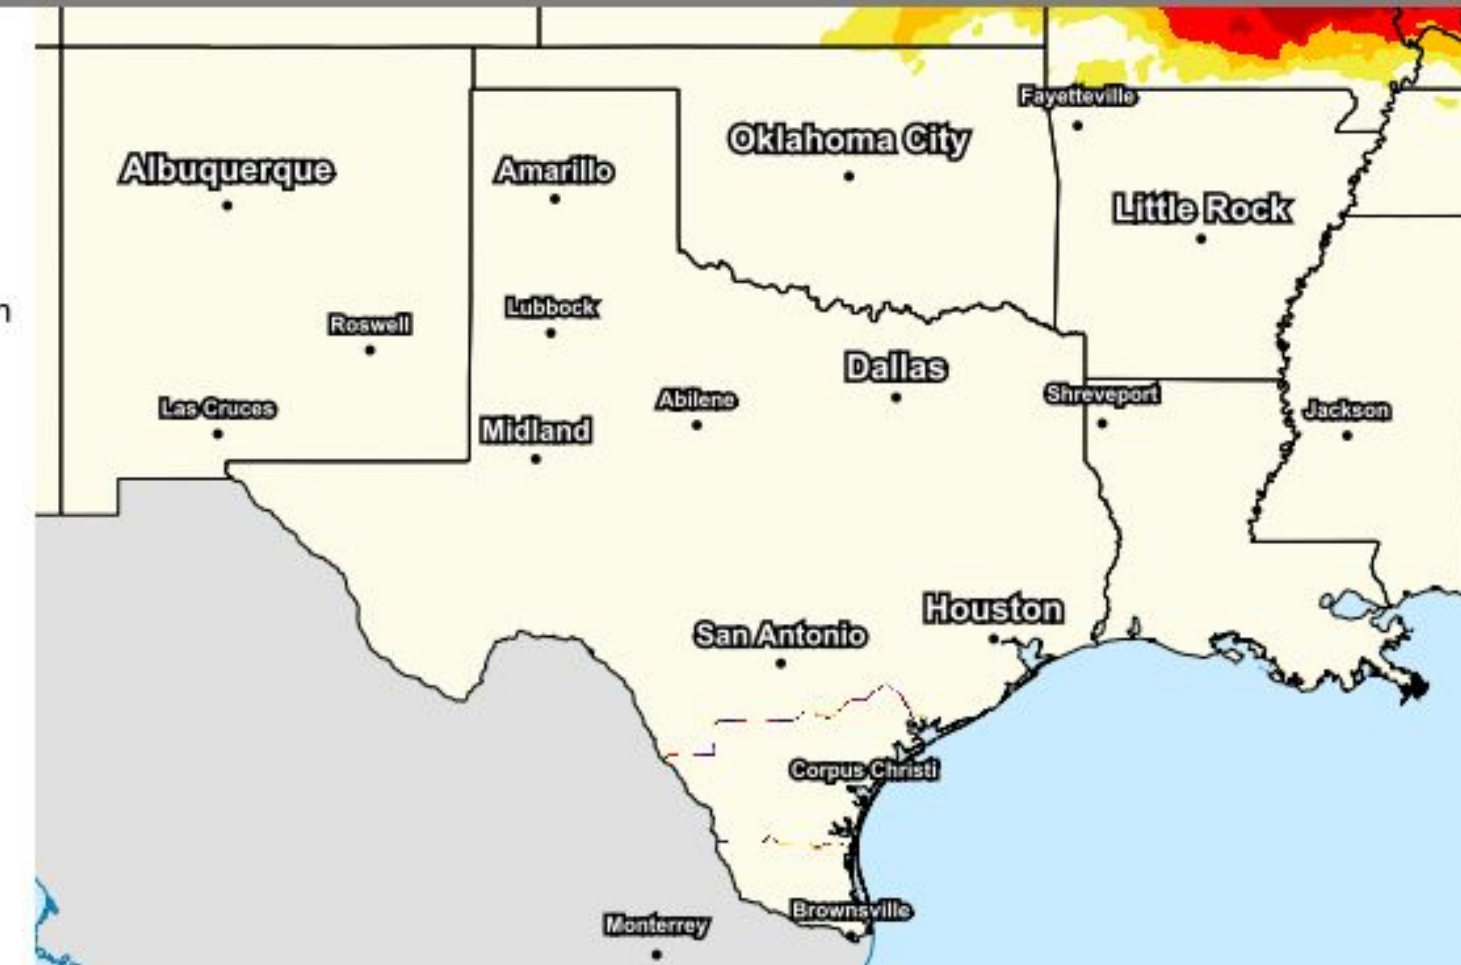 Fayetteville
Oklahoma City
Albuquerque
Amarillo
Little Rock
Lubbock
Roswell
Dallas
Abilene
Shreveport
Las Cruces
Jackson
Midland
Houston
San Antonio
Corpus Christi
Brownsville
Monterrey